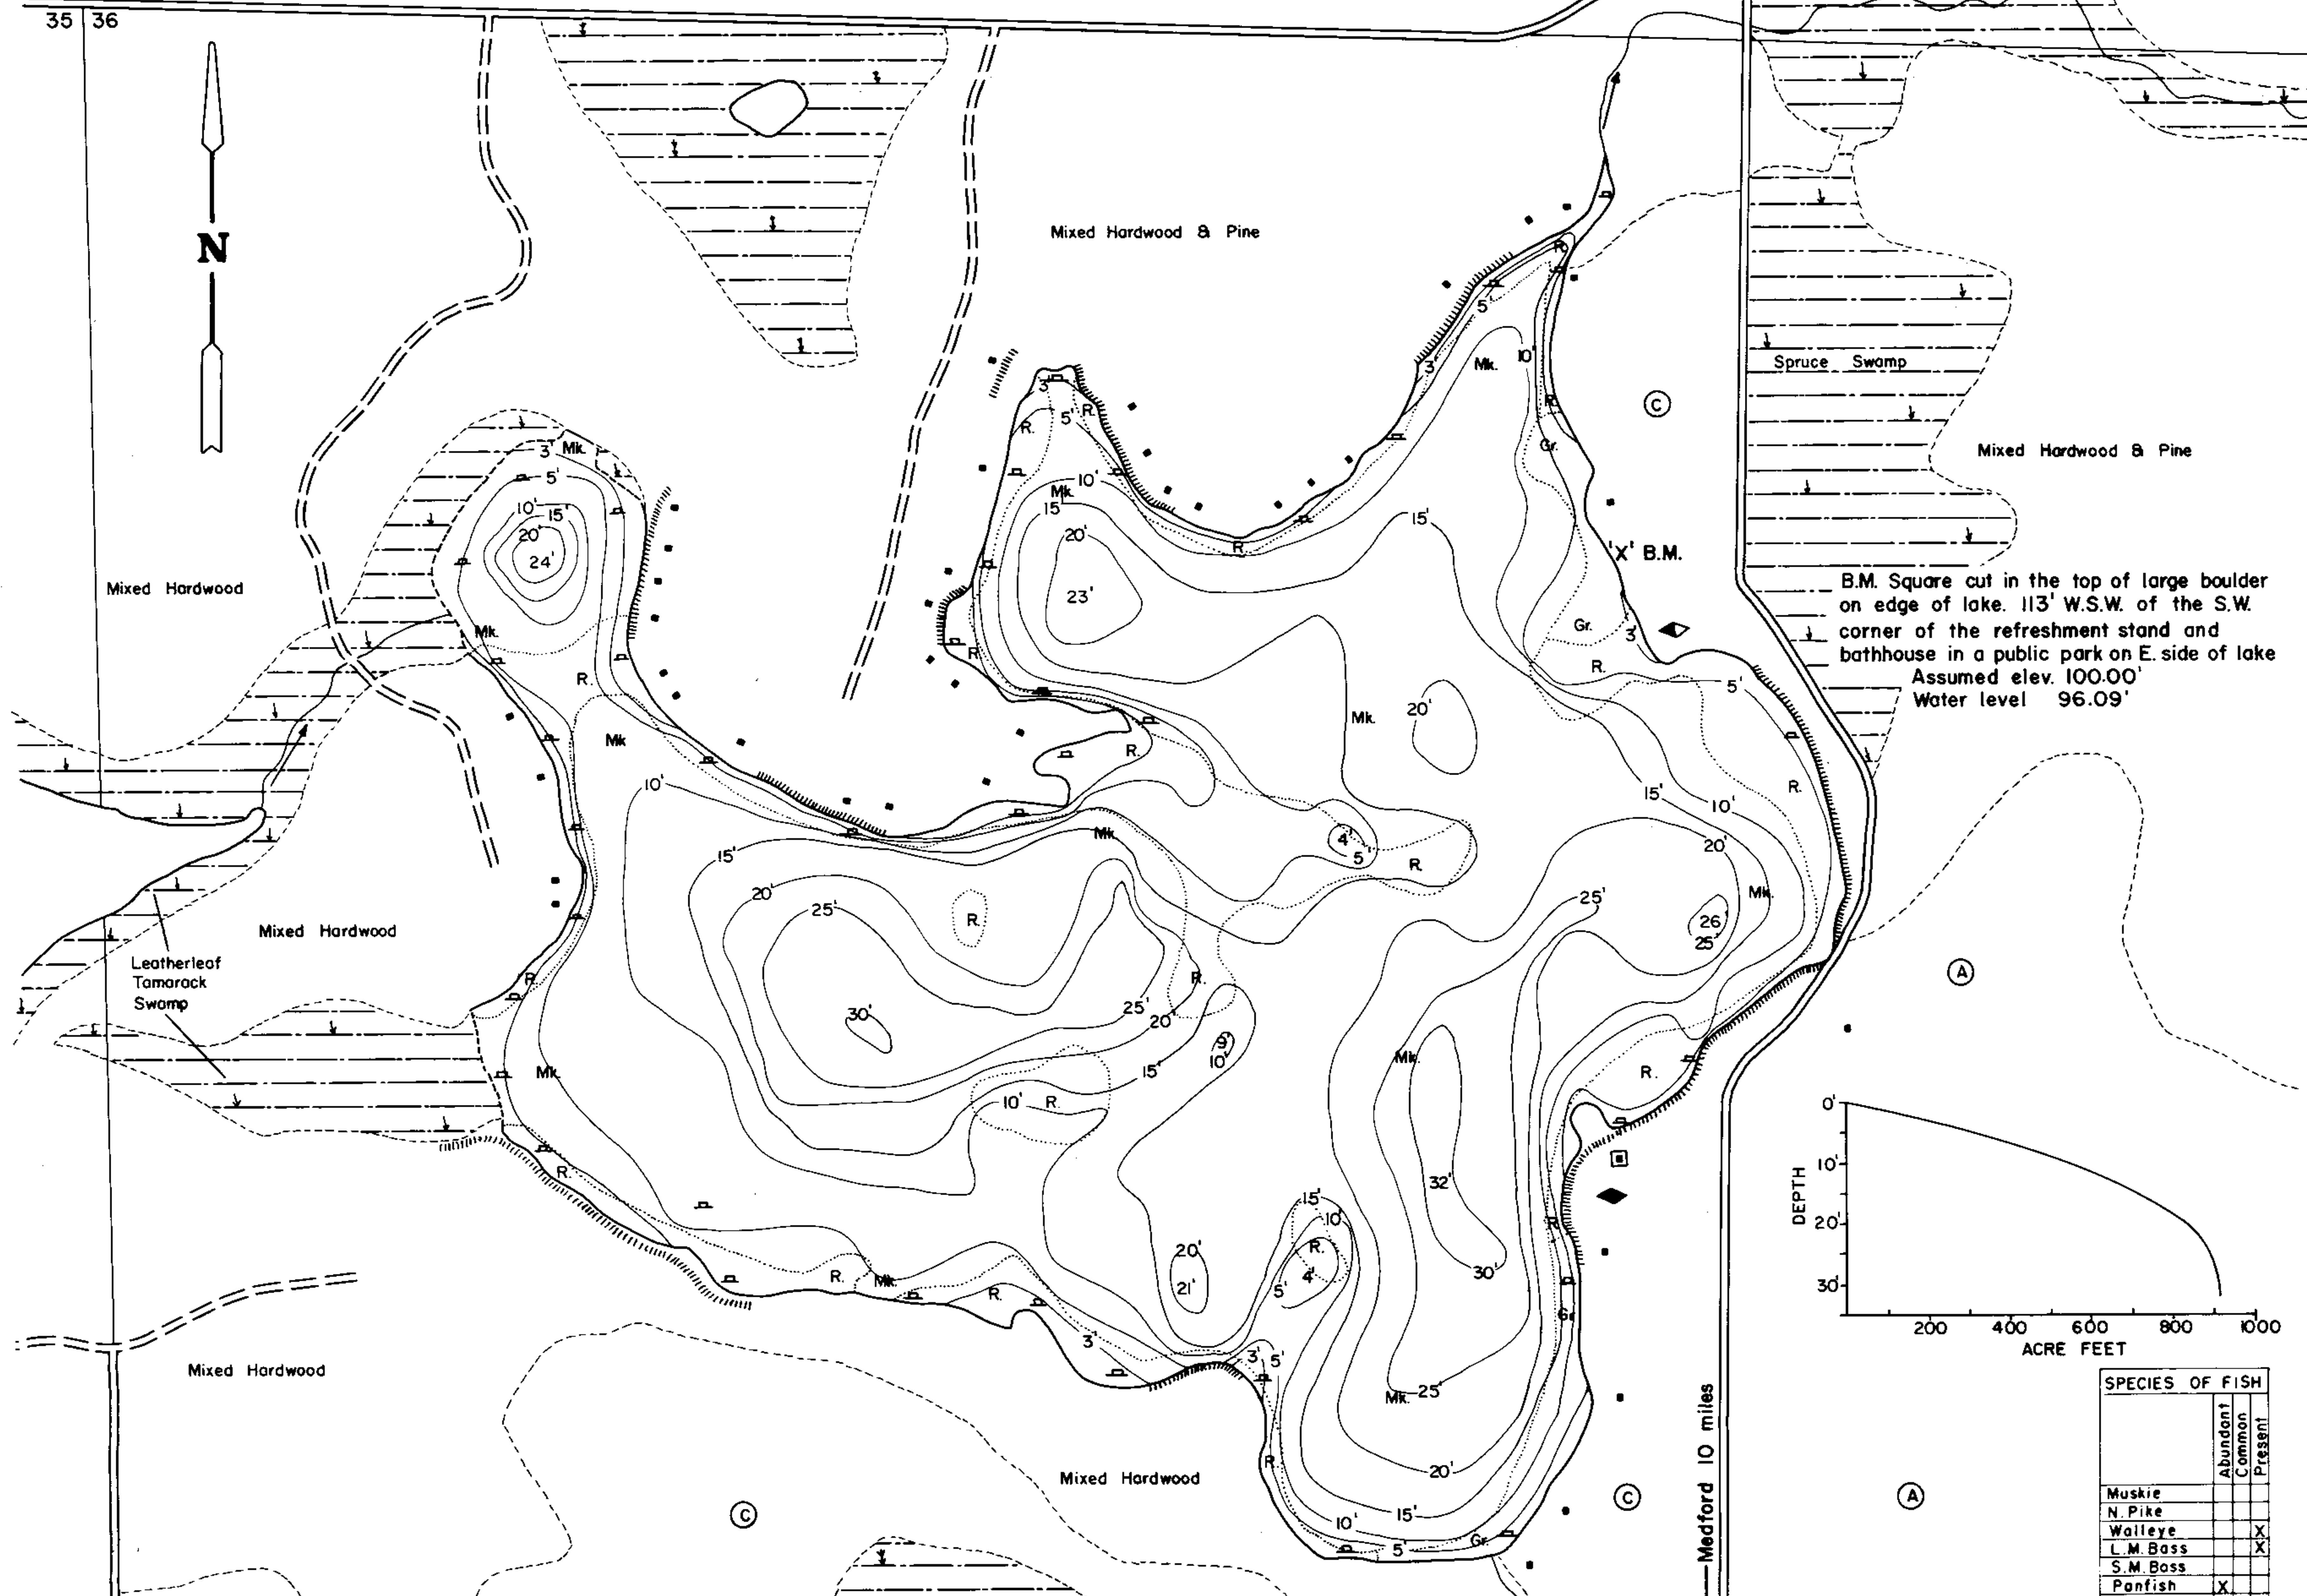 35 36
N
Mixed Hardwood & Pine
R.
5'
3'
Mk.
10'
Spruce Swamp
C
3'
R.
5'
R.
R.
Gr.
Mixed Hardwood & Pine
3'
Mk.
5'
10'
15'
20'
24'
Mk.
10'
15'
15'
20'
R.
'X' B.M.
23'
Mixed Hardwood
B.M. Square cut in the top of large boulder
on edge of lake. 113' W.S.W. of the S.W.
corner of the refreshment stand and
bathhouse in a public park on E. side of lake
Assumed elev. 100.00'
Water level 96.09'
Gr.
3'
Mk.
R.
R.
R.
5'
Mk.
20'
Mk
R.
10'
R.
15'
10'
Mk.
4'
5'
R.
20'
15'
20'
25'
R.
25'
Mk.
26'
25'
Mixed Hardwood
Leatherleaf
Tamarack
Swamp
R.
R.
A
30'
25'
20'
9'
10'
Mk.
Mk.
15'
R.
10'
R.
0'
10'
20'
30'
DEPTH
200 400 600 800 1000
ACRE FEET
R.
32'
15'
10'
R.
R.
4'
5'
20'
21'
30'
R.
Mk.
R.
Gr.
3'
3'
5'
Mixed Hardwood
Mk.
25'
Medford 10 miles
SPECIES OF FISH
Abundant
Common
Present
Muskie
N. Pike
Walleye X
L.M. Bass X
S.M. Bass
Panfish X
R.
20'
Mixed Hardwood
C
C
A
15'
10'
5'
Gr.